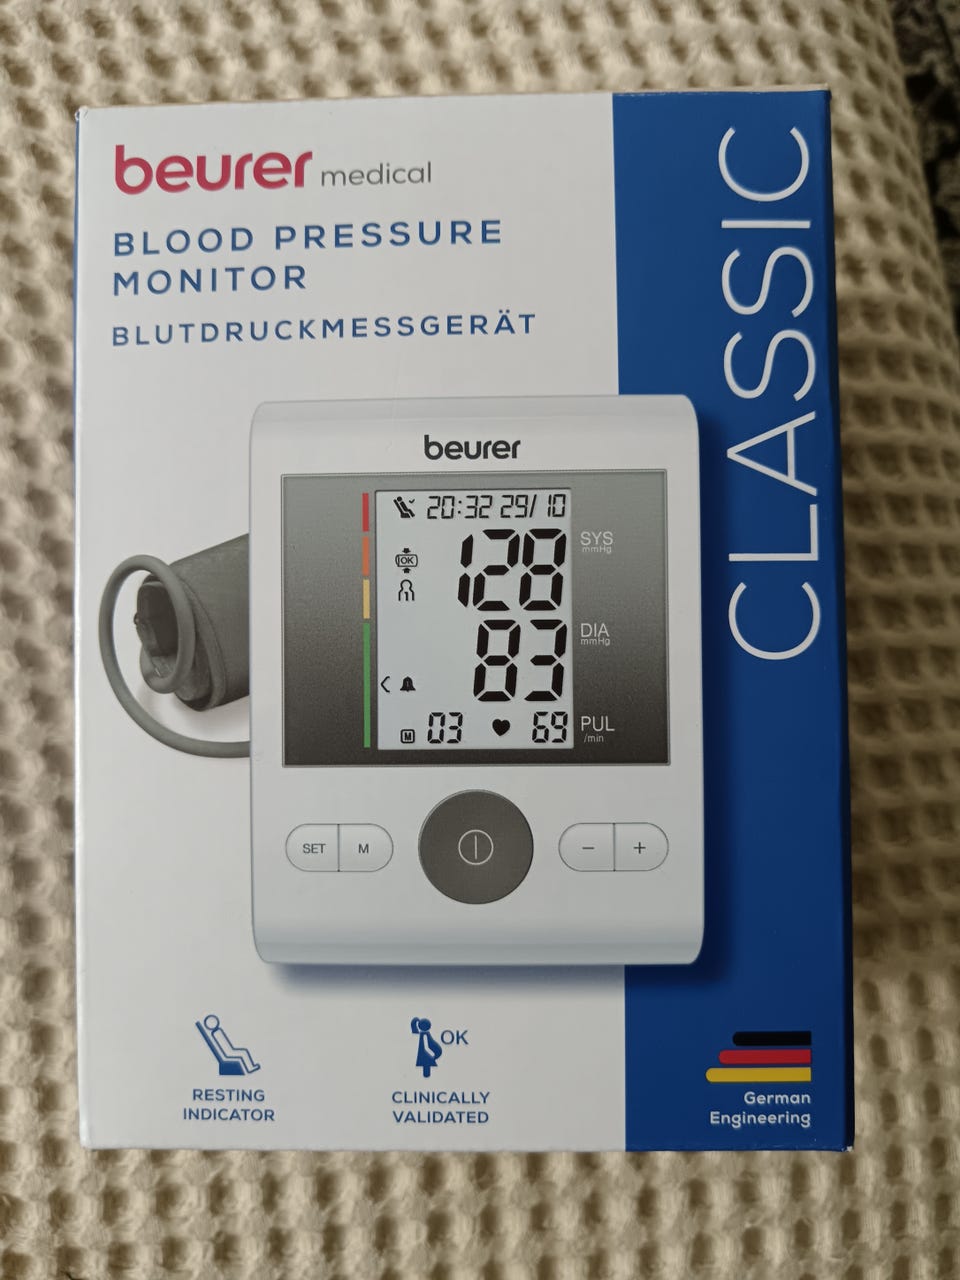 beurer medical
BLOOD PRESSURE
MONITOR
BLUTDRUCKMESSGERÄT
CLASSIC
beurer
20:32 29/10
OK
128 SYS
mmHg
83 DIA
mmHg
M 03 69 PUL
/min
SET M - +
OK
RESTING
INDICATOR
CLINICALLY
VALIDATED
German
Engineering